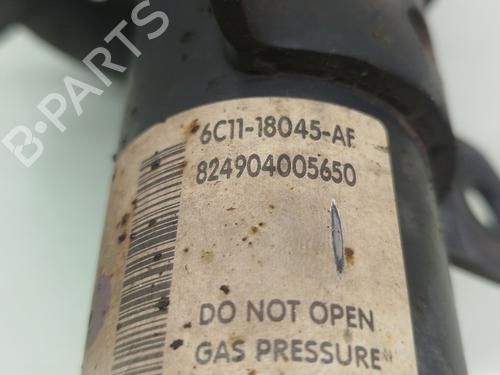 B-PARTS
6C11-18045-AF
824904005650
DO NOT OPEN
GAS PRESSURE